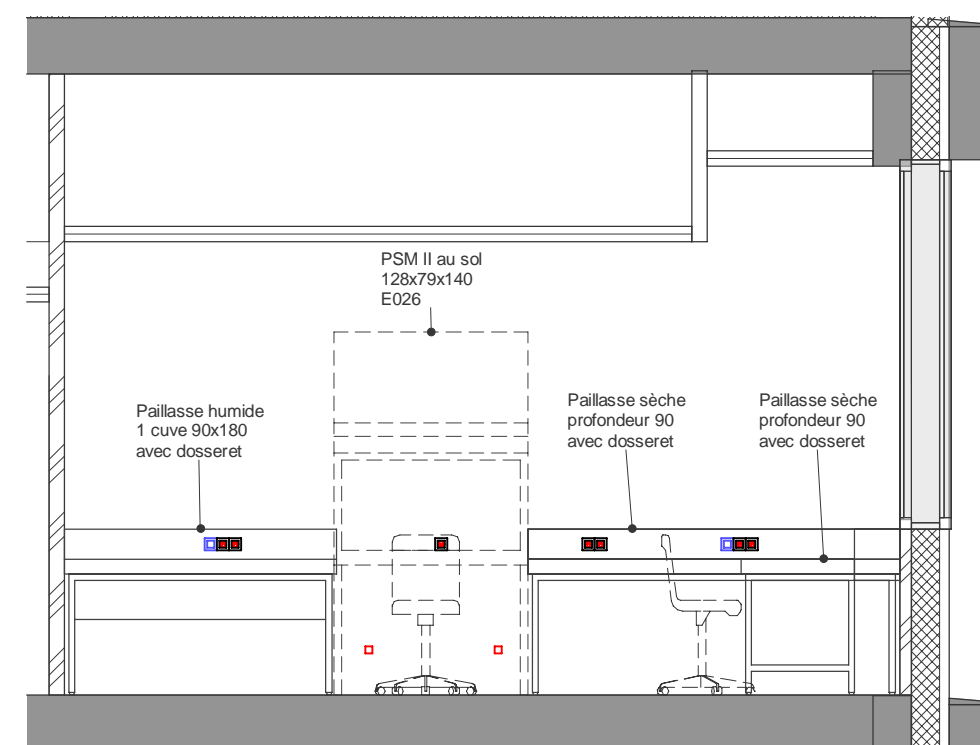 PSM II au sol
128x79x140
E026
Paillasse humide
1 cuve 90x180
avec dosseret
Paillasse sèche
profondeur 90
avec dosseret
Paillasse sèche
profondeur 90
avec dosseret